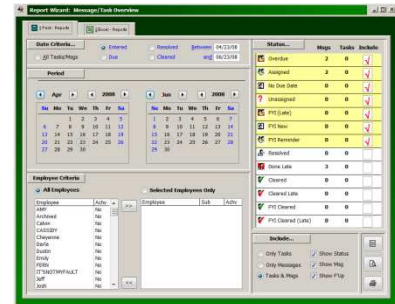 Report Wizard: Message/Task Overview
Text - Reports
Excel - Reports
Date Criteria...
Entered
Resolved
Between 04/23/08
All Tasks/Msgs
Due
Cleared
and 06/23/08
Period
Apr 2008
Jun 2008
Su Mo Tu We Th Fr Sa
1 2 3 4 5
6 7 8 9 10 11 12
13 14 15 16 17 18 19
20 21 22 23 24 25 26
27 28 29 30
Su Mo Tu We Th Fr Sa
1 2 3 4 5 6 7
8 9 10 11 12 13 14
15 16 17 18 19 20 21
22 23 24 25 26 27 28
29 30
Employee Criteria
All Employees
Selected Employees Only
Employee Actv
AMY No
Archived No
Calvin No
CASSIDY No
Cheyenne No
Darla No
Dustin No
Emily No
FERN No
IT'SNOTMYFAULT No
Jeff No
Josh No
>>
<<
Employee Sub Actv
Status... Msgs Tasks Include
Overdue 2 0
Assigned 2 0
No Due Date 0 0
Unassigned 0 0
FYI (Late) 0 0
FYI New 0 0
FYI Reminder 0 0
Resolved 0 0
Done Late 3 0
Cleared 0 0
Cleared Late 0 0
FYI Cleared 0 0
FYI Cleared (Late) 0 0
Include...
Only Tasks
Show Status
Only Messages
Show Msg
Tasks & Msgs
Show F'Up